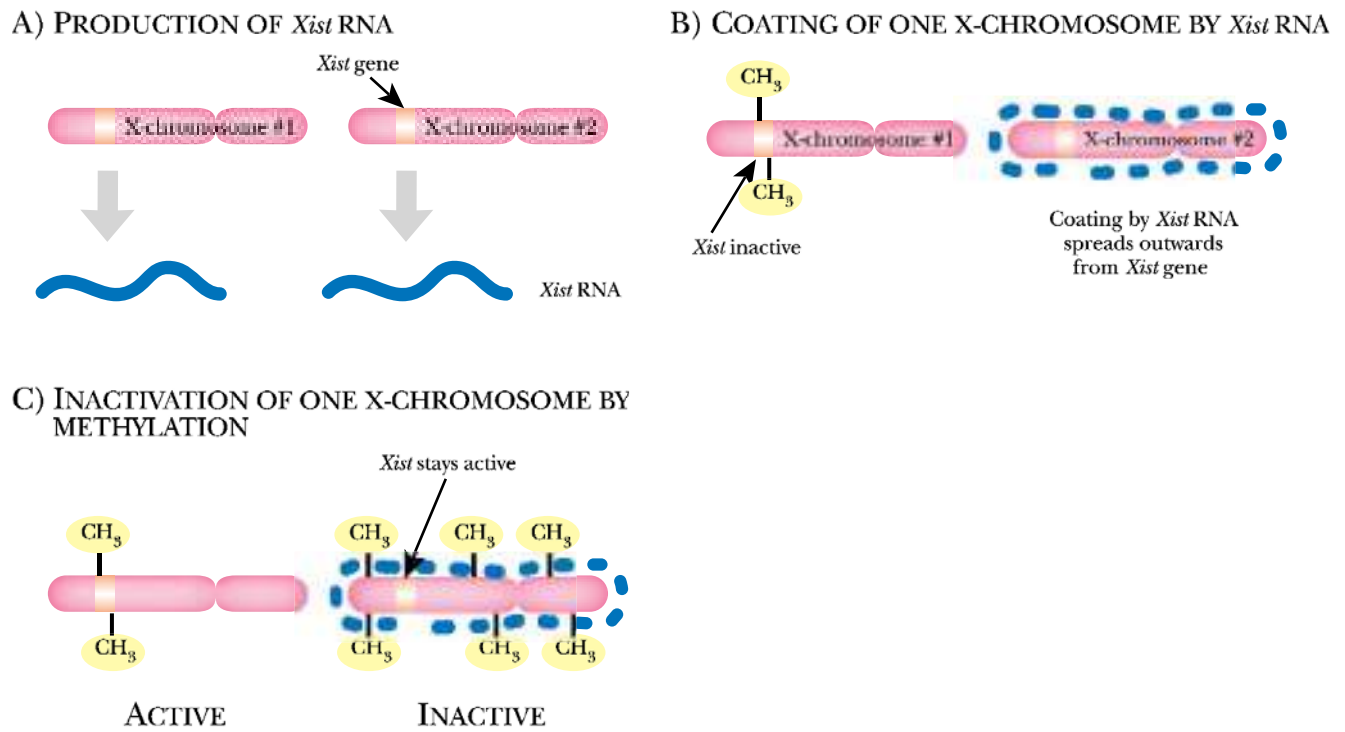 A) PRODUCTION OF Xist RNA
Xist gene
X-chromosome #1
X-chromosome #2
Xist RNA
B) COATING OF ONE X-CHROMOSOME BY Xist RNA
CH3
X-chromosome #1
X-chromosome #2
CH3
Xist inactive
Coating by Xist RNA
spreads outwards
from Xist gene
C) INACTIVATION OF ONE X-CHROMOSOME BY
METHYLATION
Xist stays active
CH3
CH3
CH3
CH3
CH3
CH3
CH3
CH3
ACTIVE
INACTIVE